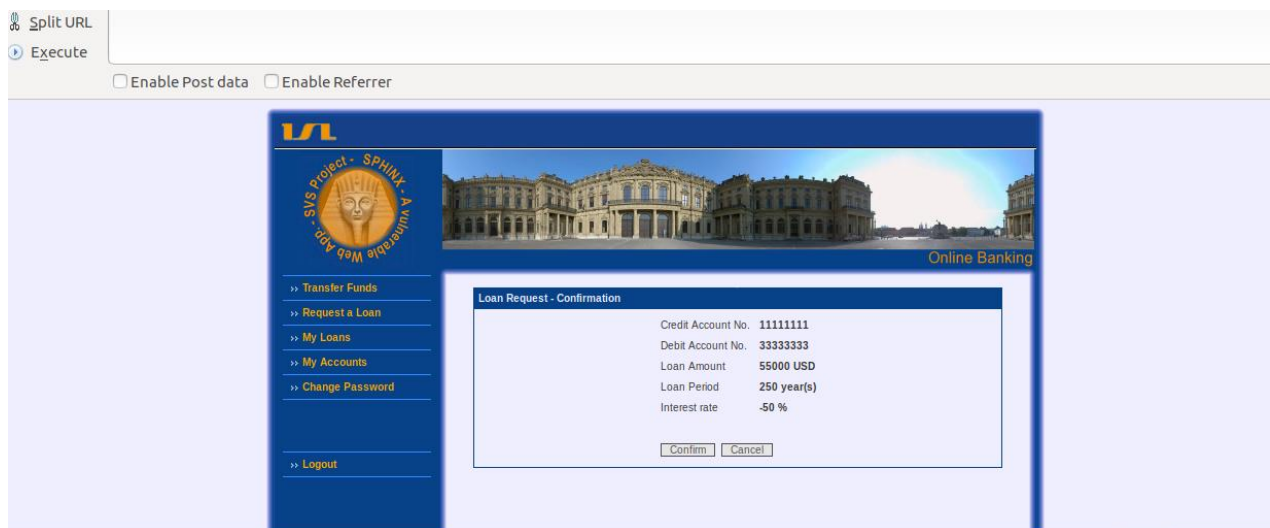 Split URL
Execute
Enable Post data Enable Referrer
SVS Project - SPHINX - A vulnerable Web App.
Online Banking
›› Transfer Funds
›› Request a Loan
›› My Loans
›› My Accounts
›› Change Password
›› Logout
Loan Request - Confirmation
Credit Account No. 11111111
Debit Account No. 33333333
Loan Amount 55000 USD
Loan Period 250 year(s)
Interest rate -50 %
Confirm Cancel